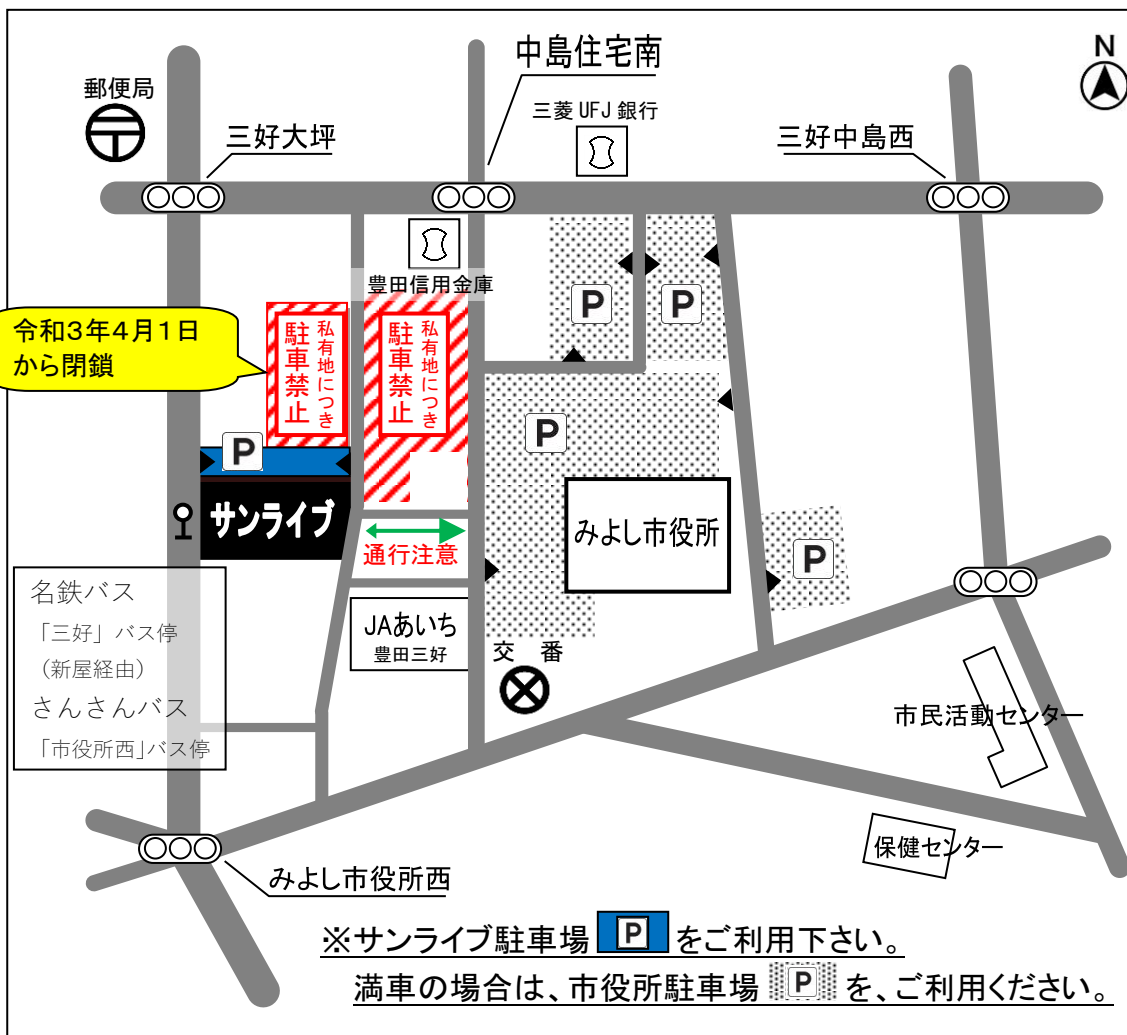 中島住宅南
N
郵便局
三菱UFJ銀行
三好大坪
三好中島西
豊田信用金庫
令和3年4月1日
から閉鎖
私有地につき
駐車禁止
私有地につき
駐車禁止
P
P
P
P
サンライブ
みよし市役所
P
通行注意
名鉄バス
「三好」バス停
（新屋経由）
さんさんバス
「市役所西」バス停
JAあいち
豊田三好
交番
市民活動センター
保健センター
みよし市役所西
※サンライブ駐車場 P をご利用下さい。
満車の場合は、市役所駐車場 P を、ご利用ください。